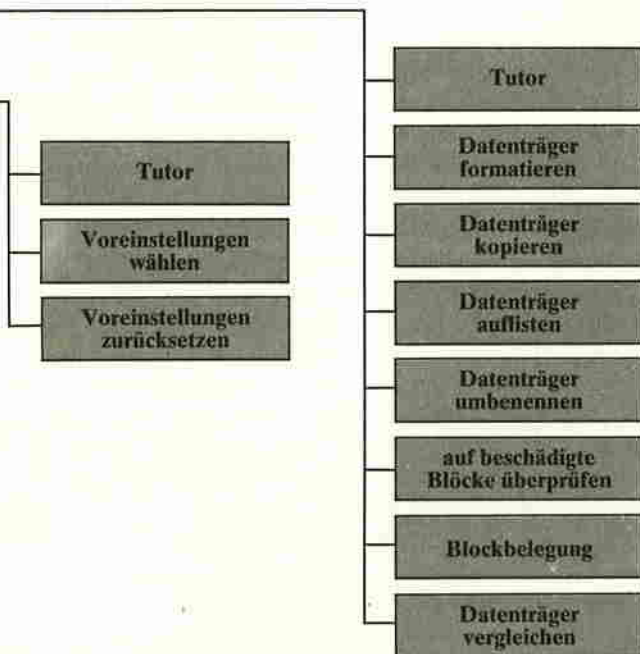 Tutor
Voreinstellungen
wählen
Voreinstellungen
zurücksetzen
Tutor
Datenträger
formatieren
Datenträger
kopieren
Datenträger
auflisten
Datenträger
umbenennen
auf beschädigte
Blöcke überprüfen
Blockbelegung
Datenträger
vergleichen